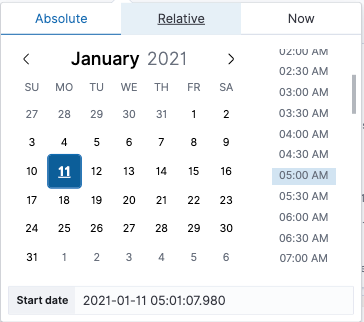 Absolute Relative Now
January 2021
SU MO TU WE TH FR SA
27 28 29 30 31 1 2
3 4 5 6 7 8 9
10 11 12 13 14 15 16
17 18 19 20 21 22 23
24 25 26 27 28 29 30
31 1 2 3 4 5 6
02:00 AM
02:30 AM
03:00 AM
03:30 AM
04:00 AM
04:30 AM
05:00 AM
05:30 AM
06:00 AM
06:30 AM
07:00 AM
Start date 2021-01-11 05:01:07.980